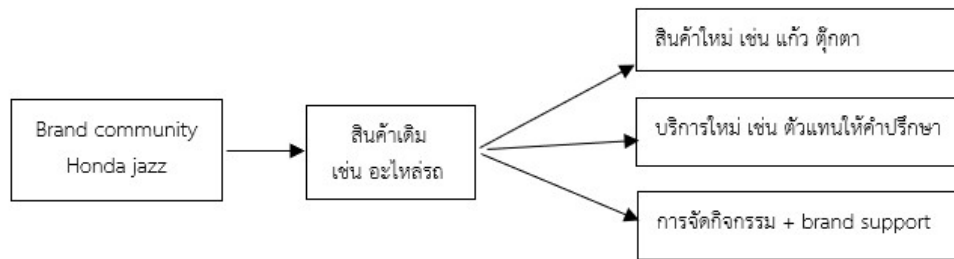 Brand community
Honda jazz
สินค้าเดิม
เช่น อะไหล่รถ
สินค้าใหม่ เช่น แก้ว ตุ๊กตา
บริการใหม่ เช่น ตัวแทนให้คำปรึกษา
การจัดกิจกรรม + brand support